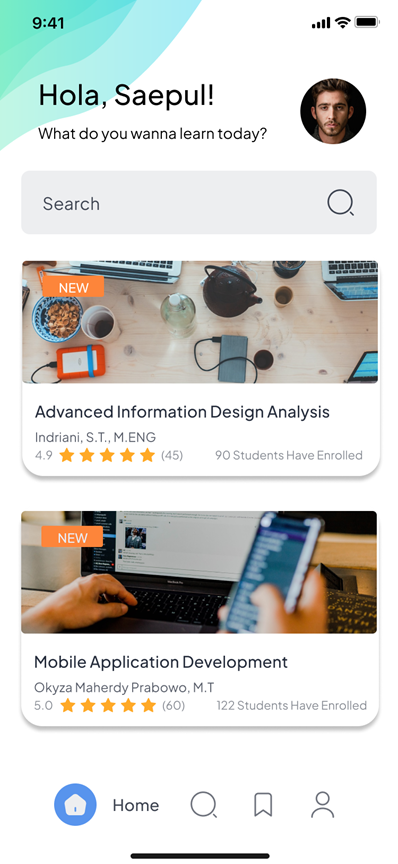 9:41
Hola, Saepul!
What do you wanna learn today?
Search
NEW
Advanced Information Design Analysis
Indriani, S.T., M.ENG
4.9 (45) 90 Students Have Enrolled
NEW
Mobile Application Development
Okyza Maherdy Prabowo, M.T
5.0 (60) 122 Students Have Enrolled
Home